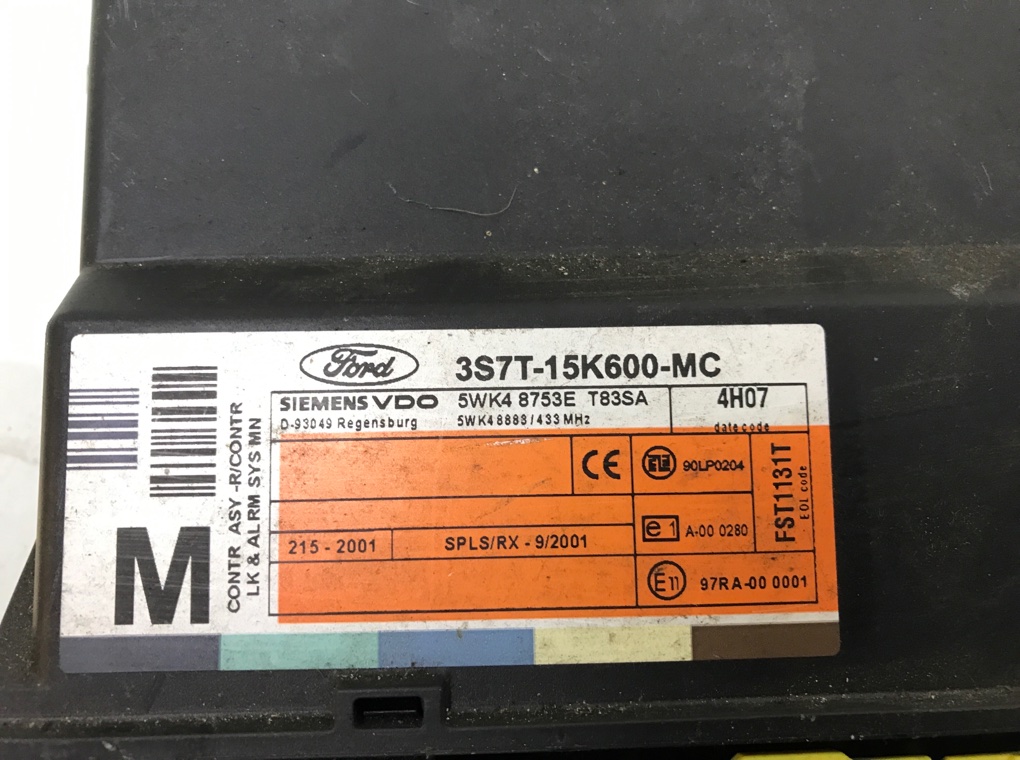 Ford 3S7T-15K600-MC
SIEMENS VDO 5WK4 8753E T83SA 4H07
D-93049 Regensburg 5WK48883/433 MHz date code
CE ELE 90LP0204
e1 A-00 0280
215 - 2001 SPLS/RX - 9/2001
E11 97RA-00 0001
FST1131T
EOL code
CONTR ASY -R/CONTR
LK & ALRM SYS MN
M